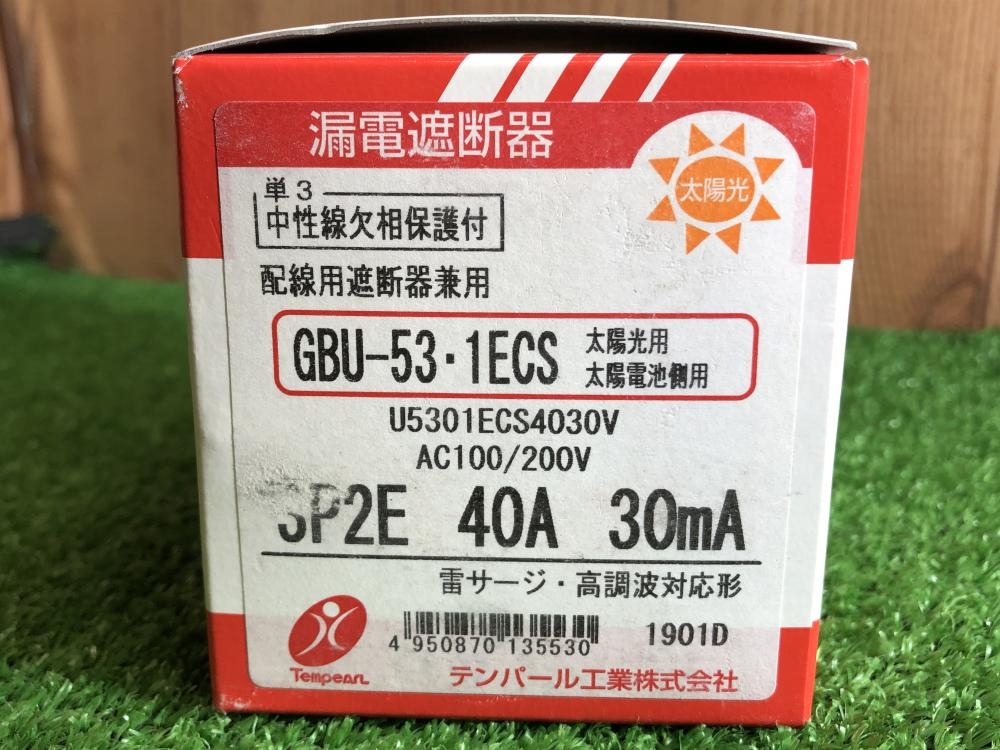 漏電遮断器
太陽光
単3
中性線欠相保護付
配線用遮断器兼用
GBU-53・1ECS
太陽光用
太陽電池側用
U5301ECS4030V
AC100/200V
3P2E 40A 30mA
雷サージ・高調波対応形
4 950870 135530
1901D
Tempearl
テンパール工業株式会社